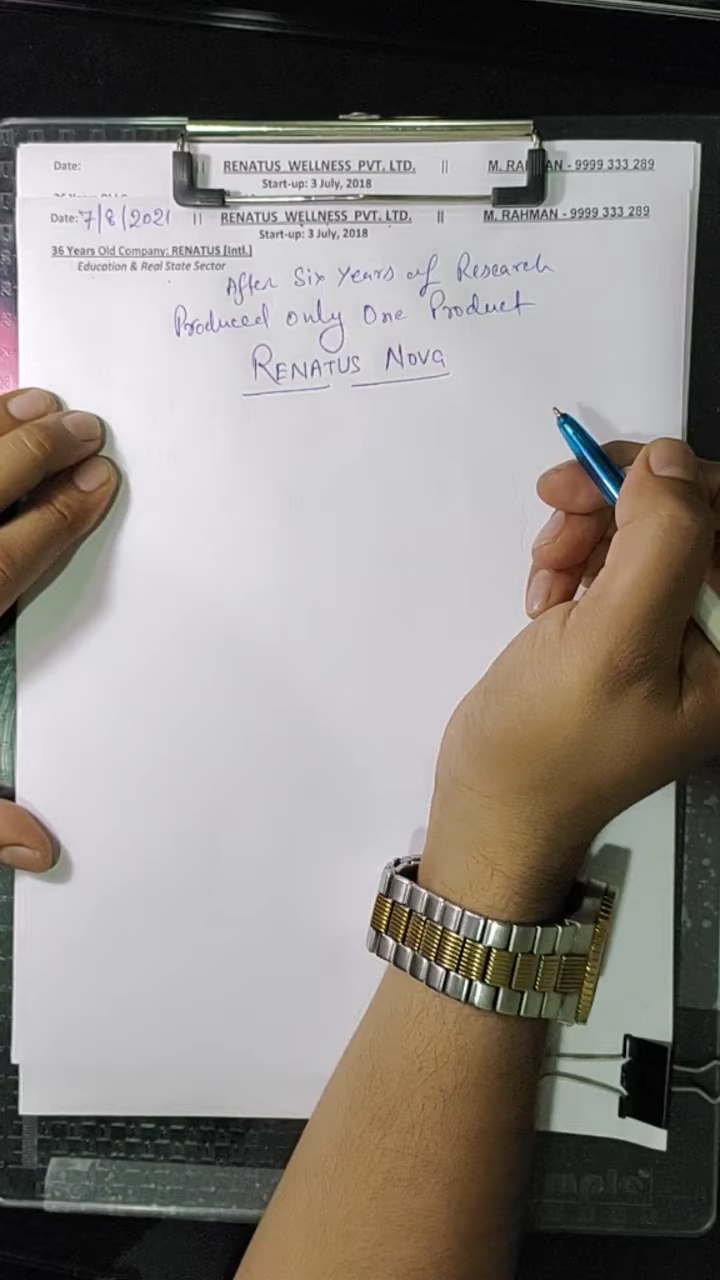 Date: || RENATUS WELLNESS PVT. LTD. || M. RA AN - 9999 333 289
Start-up: 3 July, 2018
Date: 7/8/2021 || RENATUS WELLNESS PVT. LTD. || M. RAHMAN - 9999 333 289
Start-up: 3 July, 2018
36 Years Old Company: RENATUS [Intl.]
Education & Real State Sector
After Six Years of Research
Produced only One Product
RENATUS NOVA